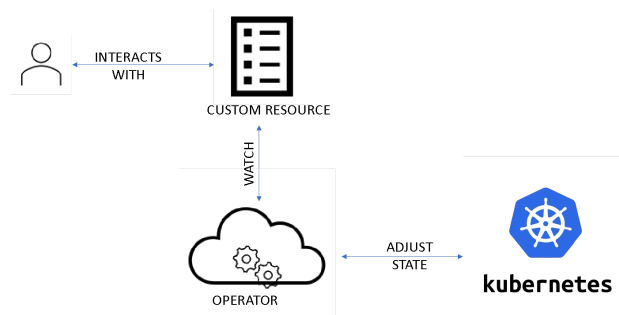 INTERACTS
WITH
CUSTOM RESOURCE
WATCH
ADJUST
STATE
kubernetes
OPERATOR